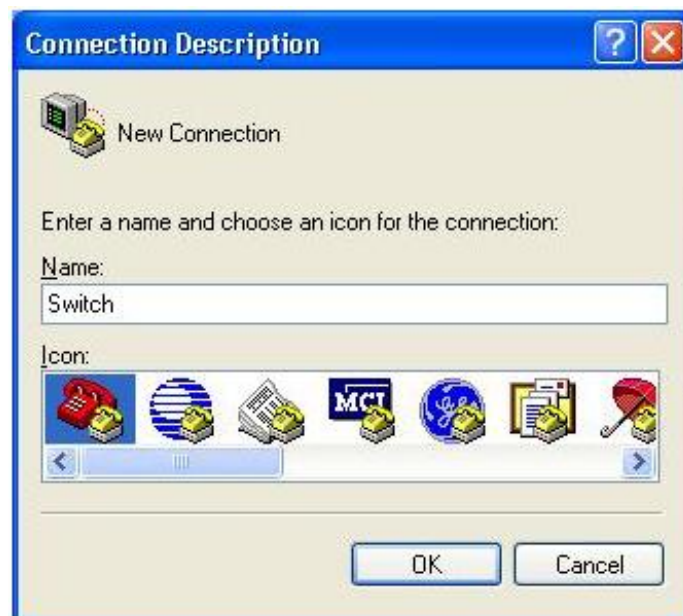 Connection Description
New Connection
Enter a name and choose an icon for the connection:
Name:
Switch
Icon:
MCI
OK Cancel